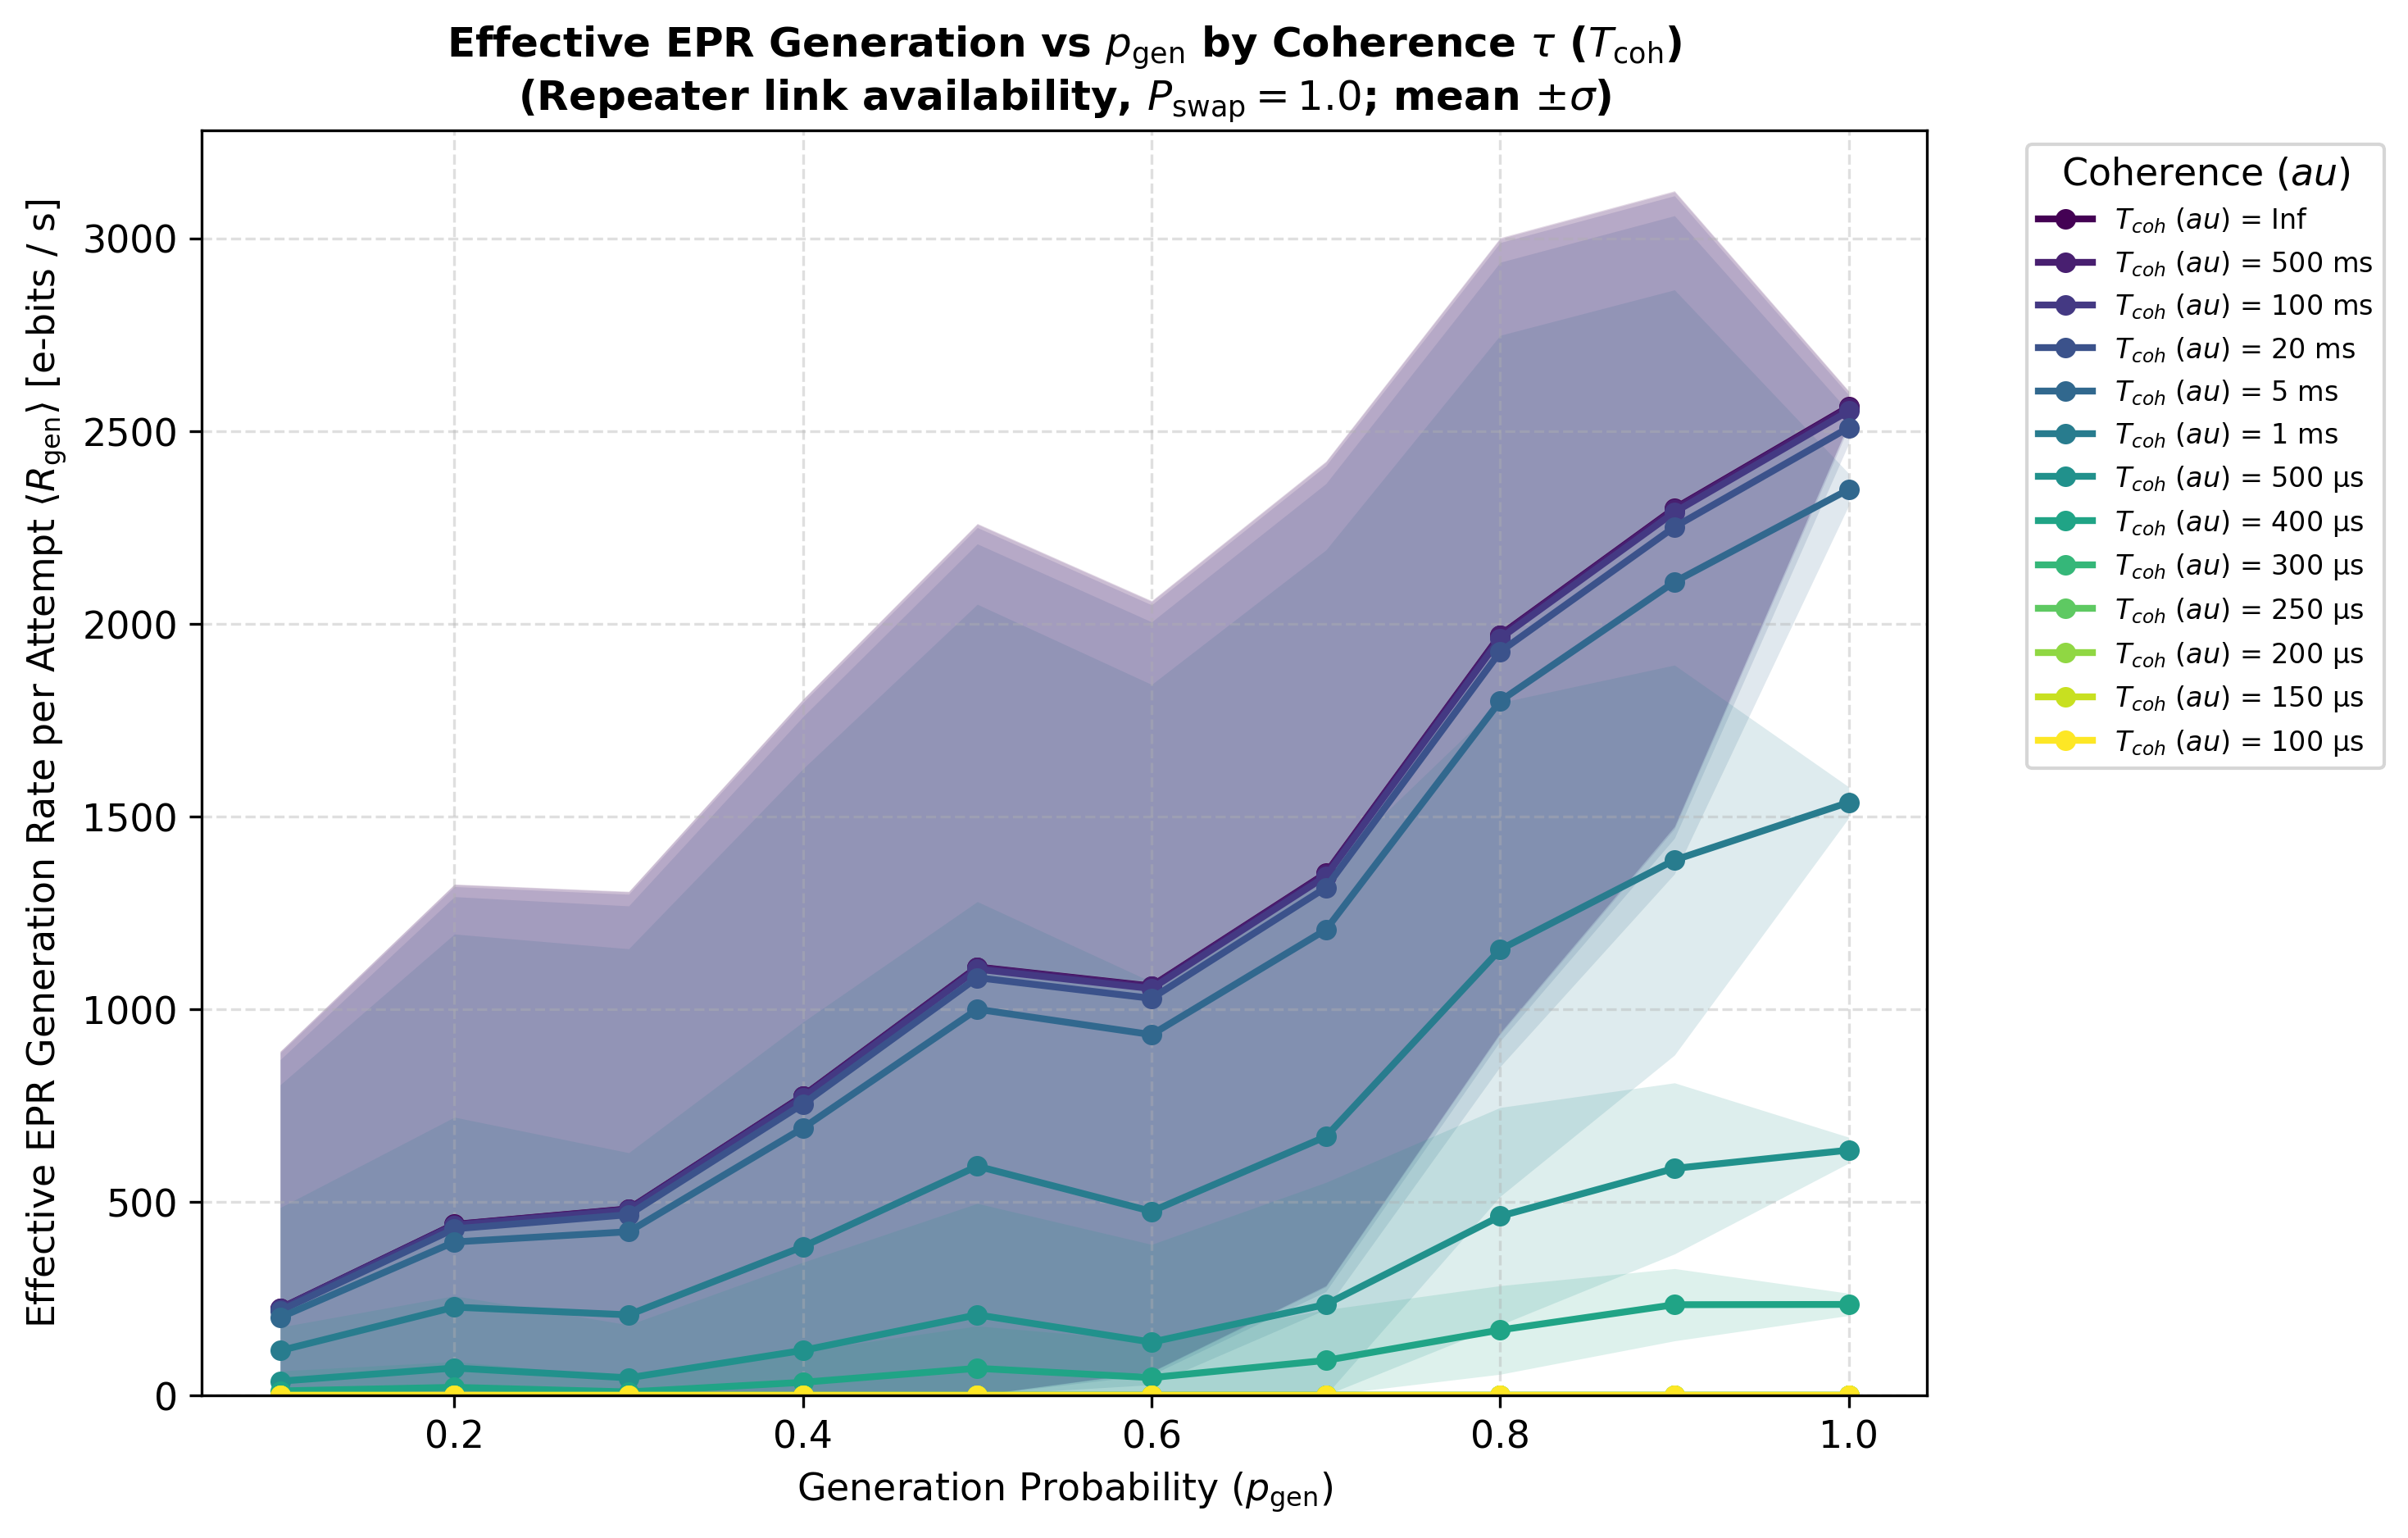 Effective EPR Generation vs p_gen by Coherence τ (T_coh)
(Repeater link availability, P_swap = 1.0; mean ±σ)
Effective EPR Generation Rate per Attempt ⟨R_gen⟩ [e-bits / s]
3000
2500
2000
1500
1000
500
0
0.2
0.4
0.6
0.8
1.0
Generation Probability (p_gen)
Coherence (au)
T_coh (au) = Inf
T_coh (au) = 500 ms
T_coh (au) = 100 ms
T_coh (au) = 20 ms
T_coh (au) = 5 ms
T_coh (au) = 1 ms
T_coh (au) = 500 µs
T_coh (au) = 400 µs
T_coh (au) = 300 µs
T_coh (au) = 250 µs
T_coh (au) = 200 µs
T_coh (au) = 150 µs
T_coh (au) = 100 µs